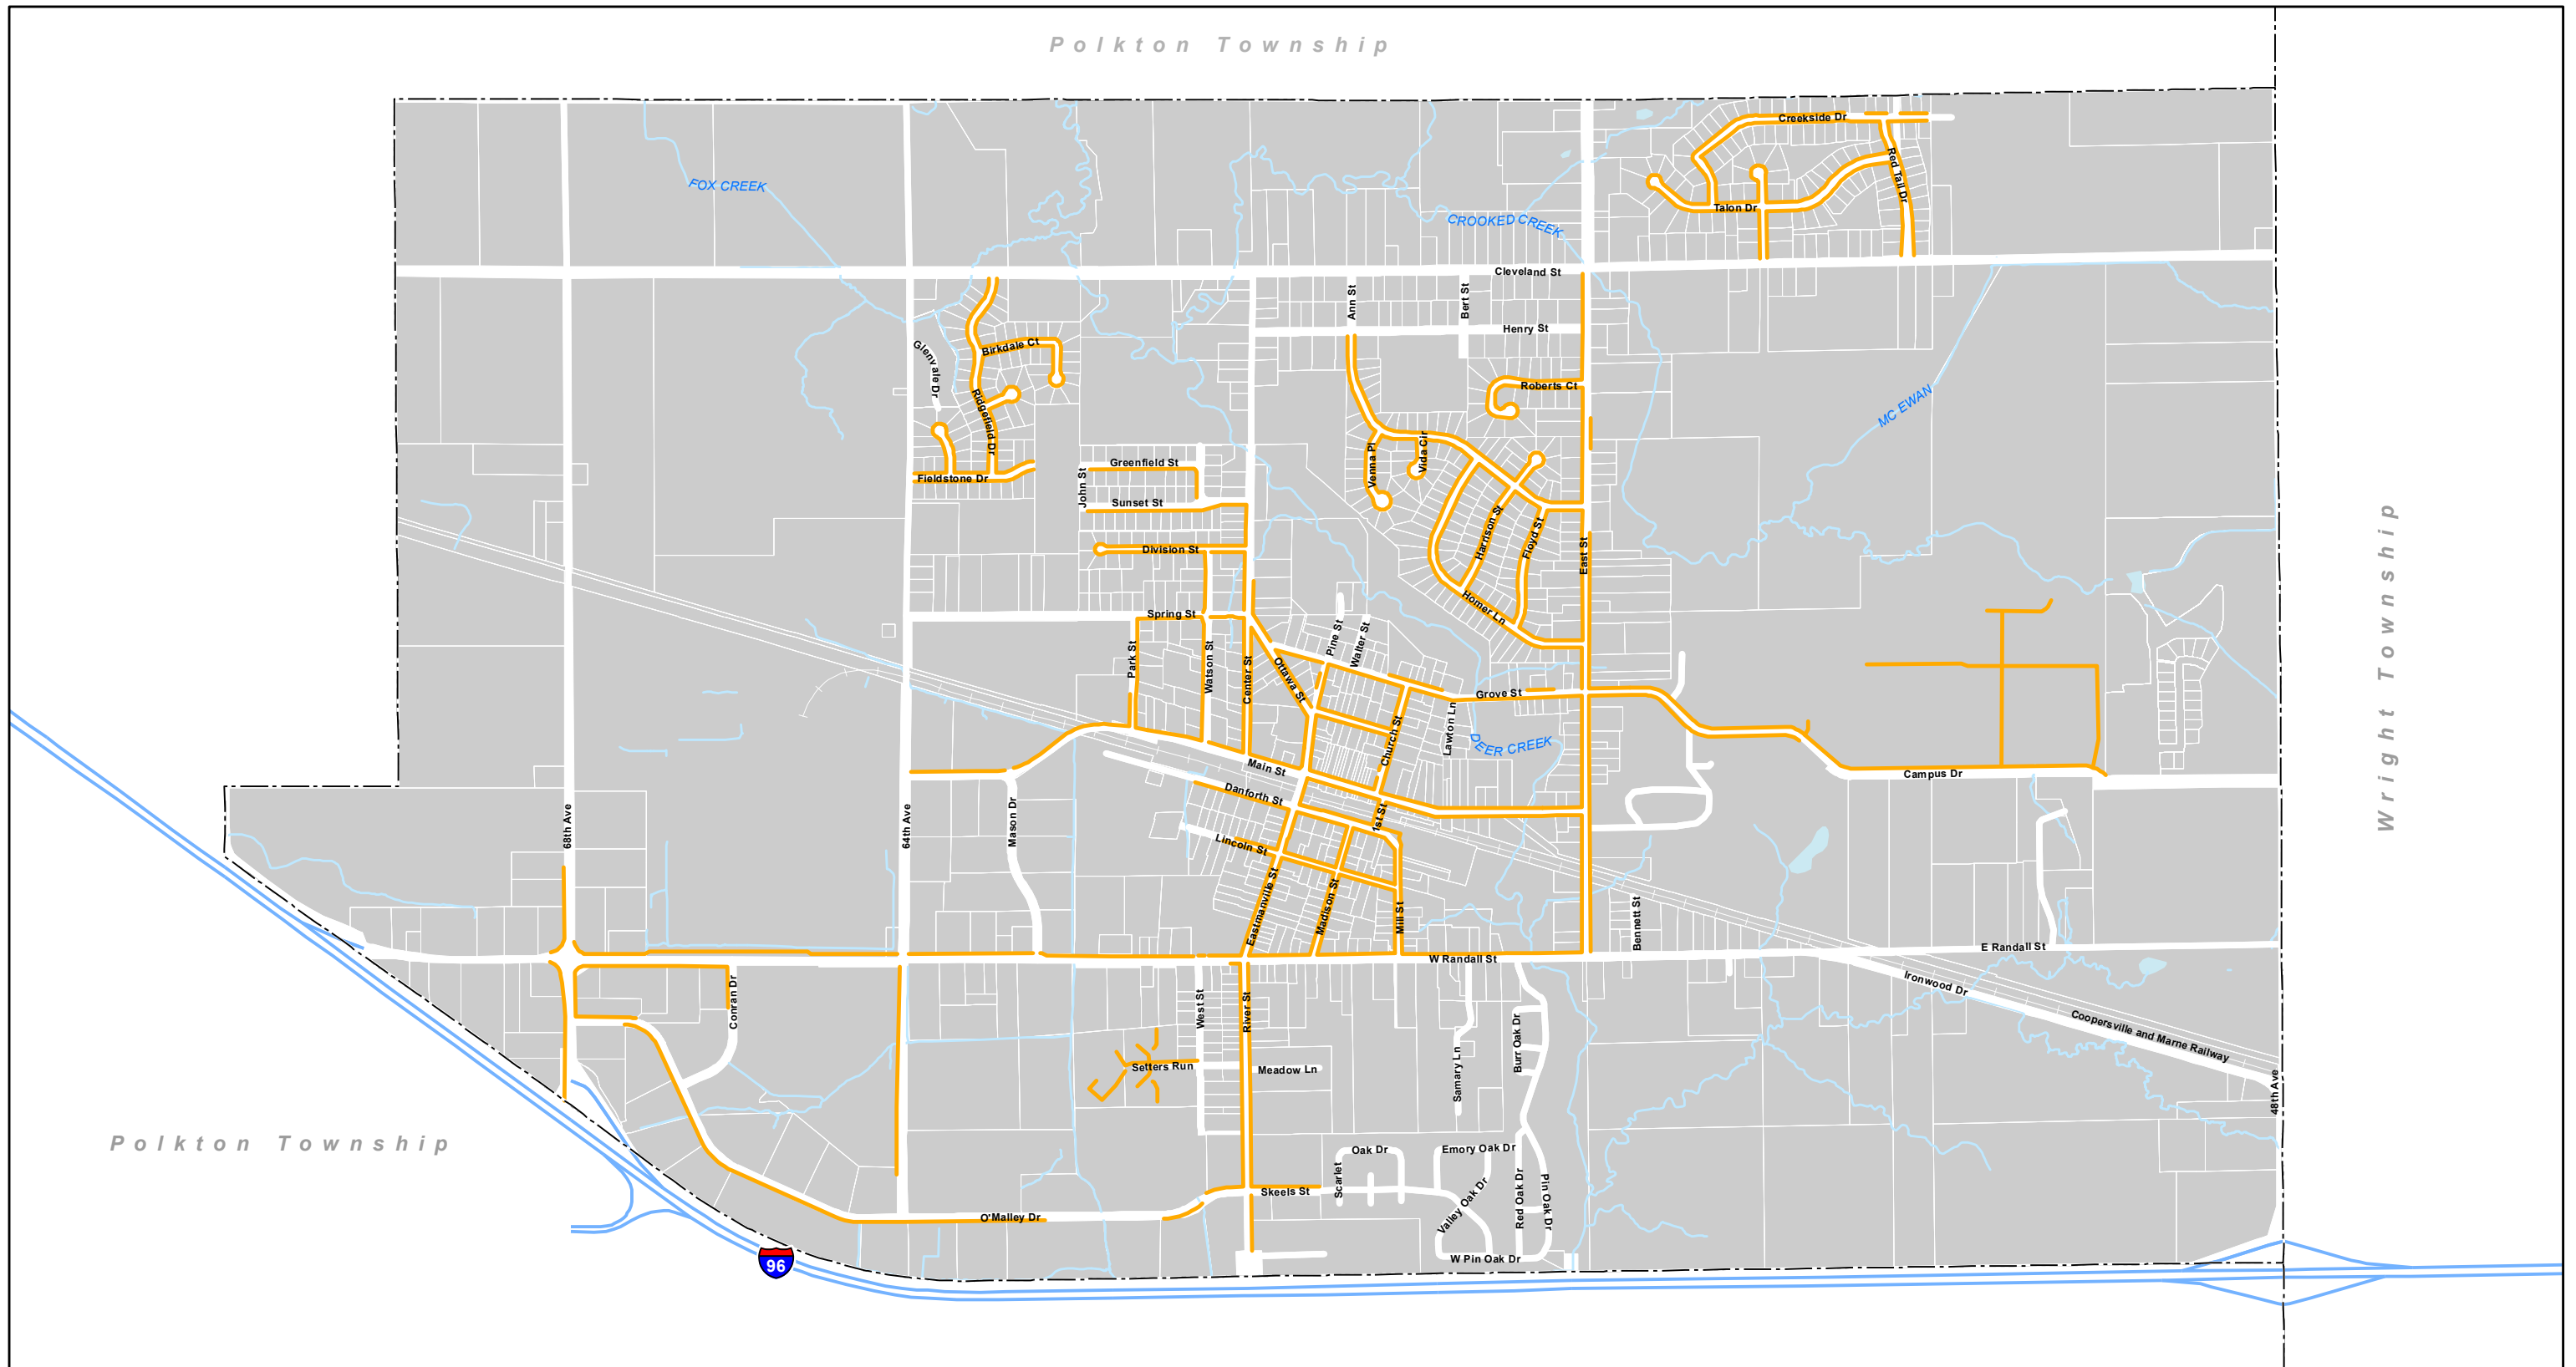 Polkton Township
Creekside Dr
Red Tail Dr
FOX CREEK
Talon Dr
CROOKED CREEK
Cleveland St
Ann St
Bert St
Henry St
Glenvale Dr
Birkdale Ct
Roberts Ct
MC EWAN
Ridgefield Dr
Venna Pl
Vida Cir
Greenfield St
Fieldstone Dr
John St
Sunset St
Harrison St
Floyd St
East St
Division St
Wright Township
Homer Ln
Spring St
Pine St
Walter St
Park St
Watson St
Center St
Ottawa St
Grove St
Church St
Lawton Ln
DEER CREEK
Main St
Campus Dr
Danforth St
68th Ave
64th Ave
Mason Dr
1st St
Lincoln St
Eastmanville St
Madison St
Mill St
Bennett St
E Randall St
W Randall St
Ironwood Dr
Conran Dr
West St
River St
Burr Oak Dr
Coopersville and Marne Railway
Setters Run
Meadow Ln
Samary Ln
48th Ave
Polkton Township
Oak Dr
Emory Oak Dr
Scarlet
Skeels St
Valley Oak Dr
Red Oak Dr
Pin Oak Dr
O'Malley Dr
W Pin Oak Dr
96